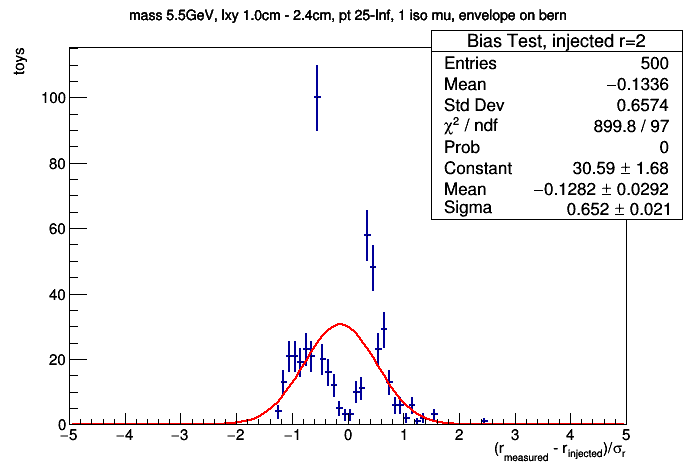 mass 5.5GeV, lxy 1.0cm - 2.4cm, pt 25-Inf, 1 iso mu, envelope on bern
Bias Test, injected r=2
Entries 500
Mean −0.1336
Std Dev 0.6574
χ² / ndf 899.8 / 97
Prob 0
Constant 30.59 ± 1.68
Mean −0.1282 ± 0.0292
Sigma 0.652 ± 0.021
toys
100
80
60
40
20
0
−5 −4 −3 −2 −1 0 1 2 3 4 5
(r_measured - r_injected)/σ_r